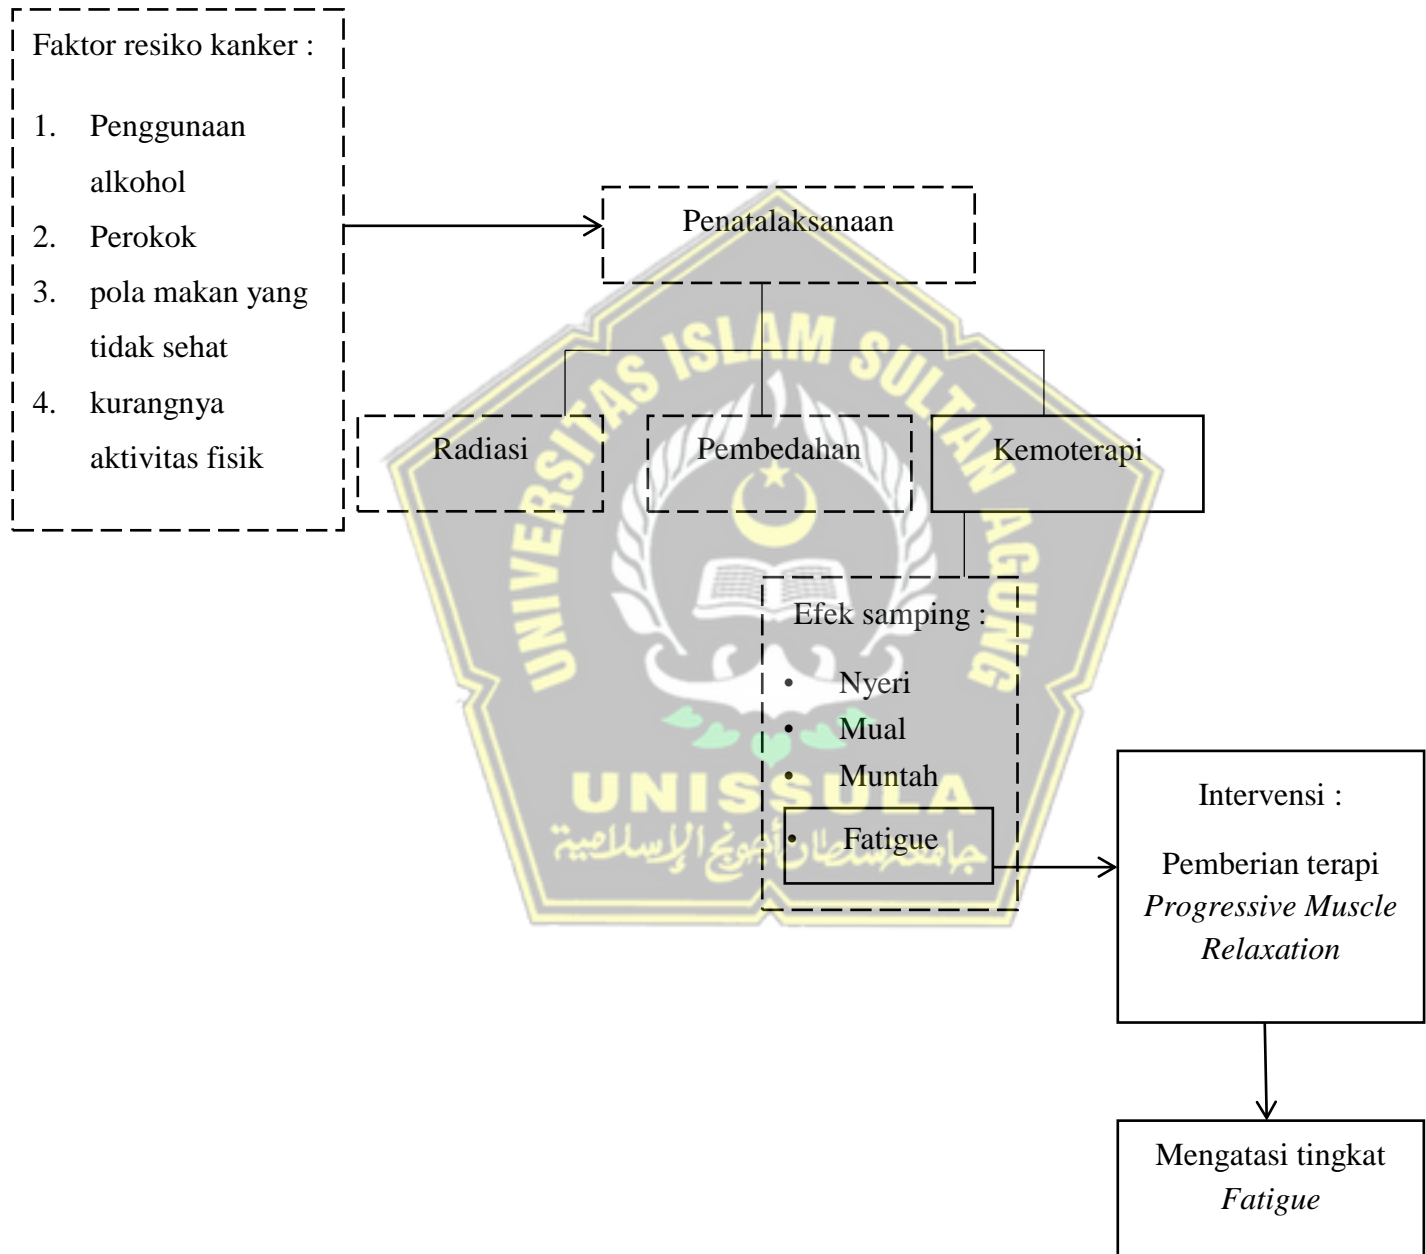 Faktor resiko kanker :
1. Penggunaan
alkohol
2. Perokok
3. pola makan yang
tidak sehat
4. kurangnya
aktivitas fisik
Penatalaksanaan
Radiasi
Pembedahan
Kemoterapi
Efek samping :
• Nyeri
• Mual
• Muntah
• Fatigue
Intervensi :
Pemberian terapi
Progressive Muscle
Relaxation
Mengatasi tingkat
Fatigue
UNIVERSITAS ISLAM SULTAN AGUNG
UNISSULA
جامعة سلطان أجونج الإسلامية